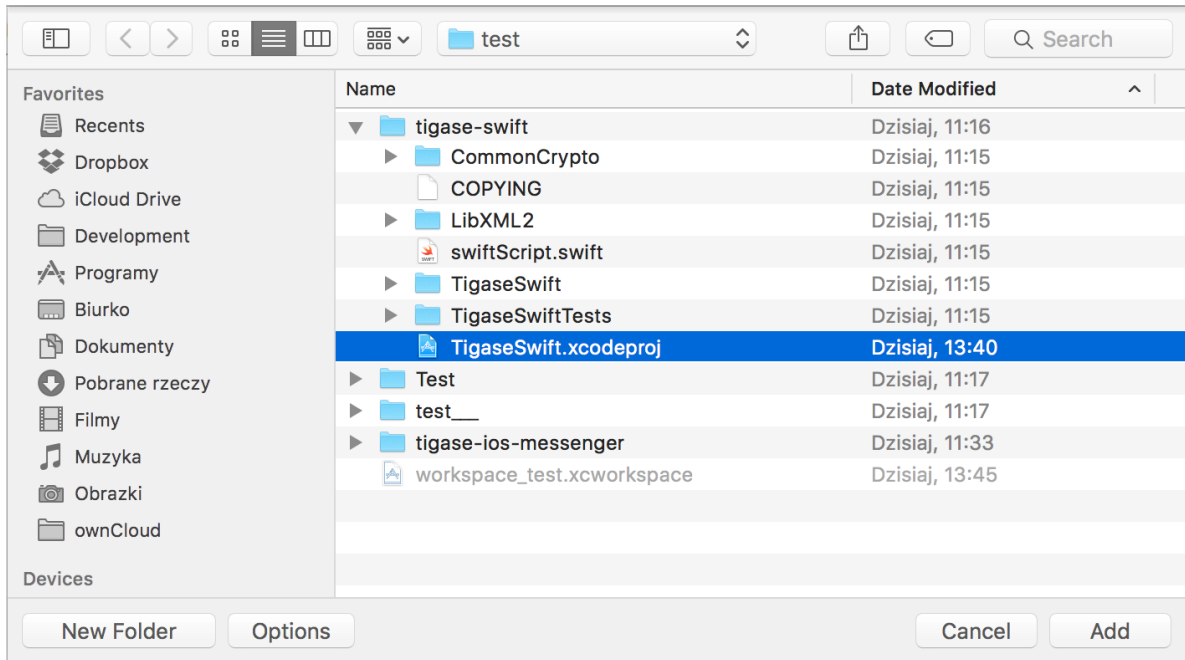 test
Search
Favorites
Recents
Dropbox
iCloud Drive
Development
Programy
Biurko
Dokumenty
Pobrane rzeczy
Filmy
Muzyka
Obrazki
ownCloud
Devices
Name Date Modified
tigase-swift Dzisiaj, 11:16
CommonCrypto Dzisiaj, 11:15
COPYING Dzisiaj, 11:15
LibXML2 Dzisiaj, 11:15
swiftScript.swift Dzisiaj, 11:15
TigaseSwift Dzisiaj, 11:15
TigaseSwiftTests Dzisiaj, 11:15
TigaseSwift.xcodeproj Dzisiaj, 13:40
Test Dzisiaj, 11:17
test___ Dzisiaj, 11:17
tigase-ios-messenger Dzisiaj, 11:33
workspace_test.xcworkspace Dzisiaj, 13:45
New Folder Options Cancel Add